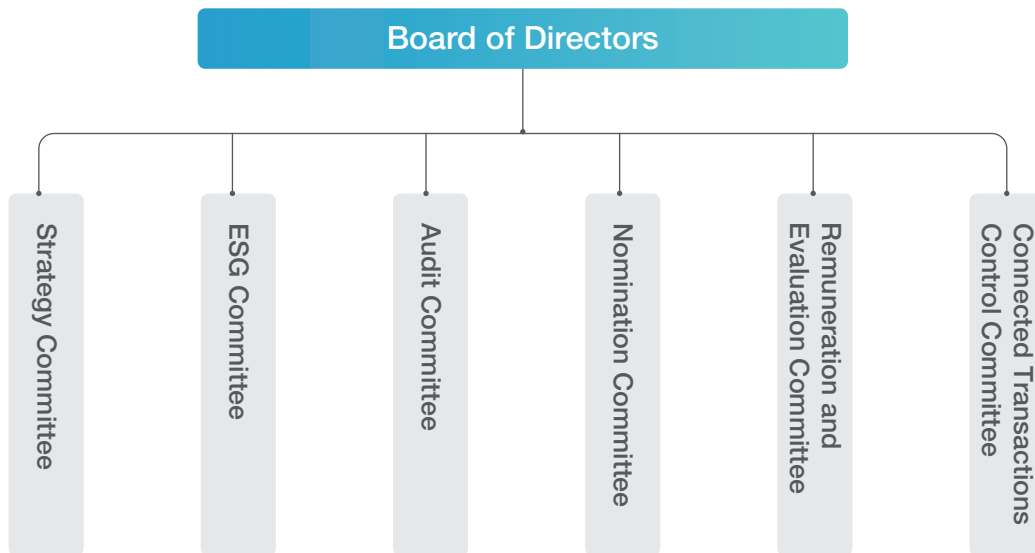 Board of Directors
Strategy Committee
ESG Committee
Audit Committee
Nomination Committee
Remuneration and
Evaluation Committee
Connected Transactions
Control Committee